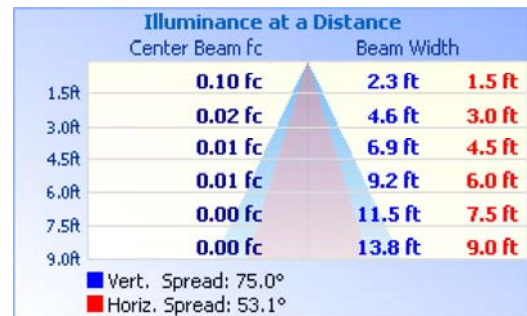 Illuminance at a Distance
Center Beam fc Beam Width
0.10 fc 2.3 ft 1.5 ft
1.5ft
0.02 fc 4.6 ft 3.0 ft
3.0ft
0.01 fc 6.9 ft 4.5 ft
4.5ft
0.01 fc 9.2 ft 6.0 ft
6.0ft
0.00 fc 11.5 ft 7.5 ft
7.5ft
0.00 fc 13.8 ft 9.0 ft
9.0ft
Vert. Spread: 75.0°
Horiz. Spread: 53.1°